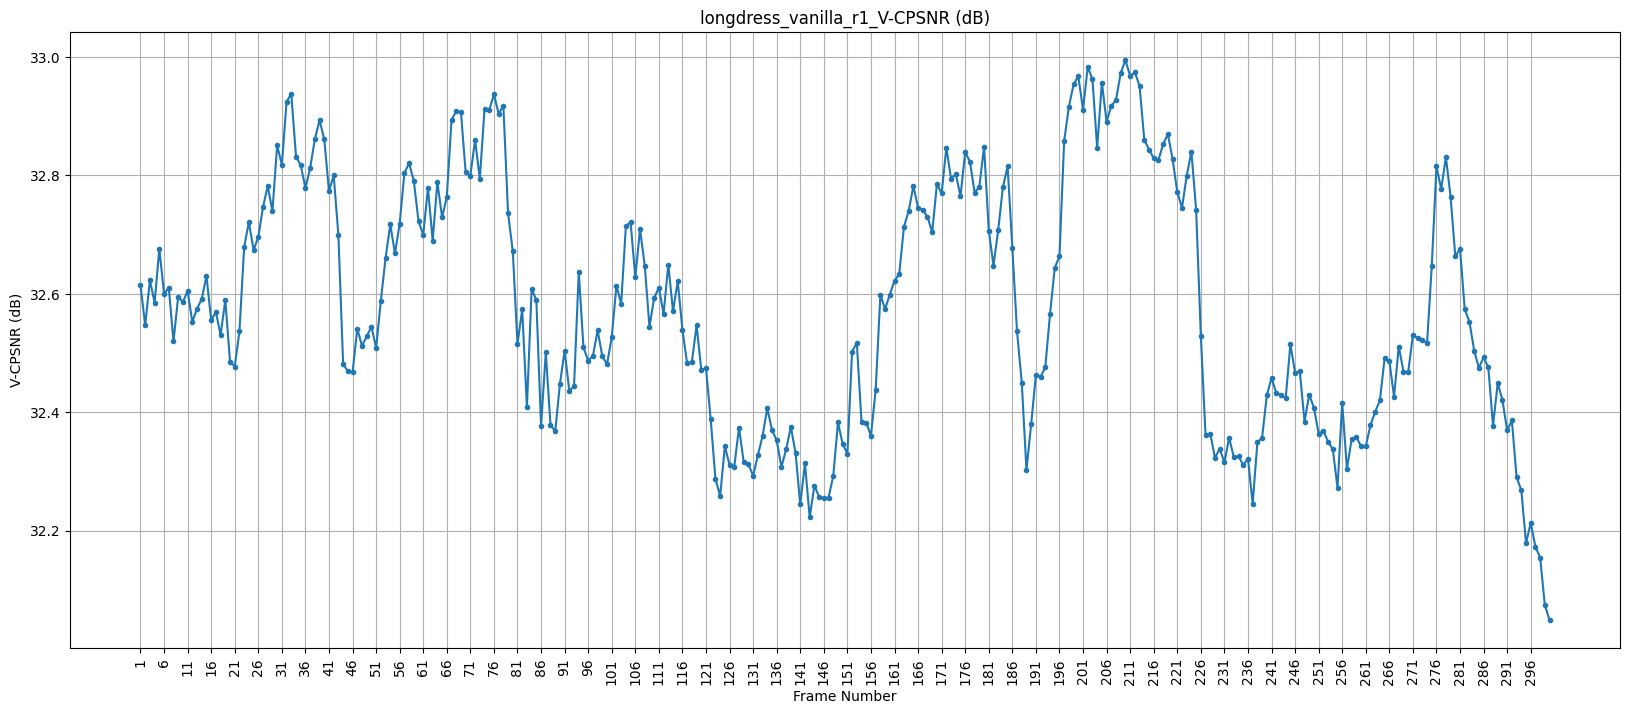 longdress_vanilla_r1_V-CPSNR (dB)
33.0
32.8
32.6
32.4
32.2
V-CPSNR (dB)
1 6 11 16 21 26 31 36 41 46 51 56 61 66 71 76 81 86 91 96 101 106 111 116 121 126 131 136 141 146 151 156 161 166 171 176 181 186 191 196 201 206 211 216 221 226 231 236 241 246 251 256 261 266 271 276 281 286 291 296
Frame Number